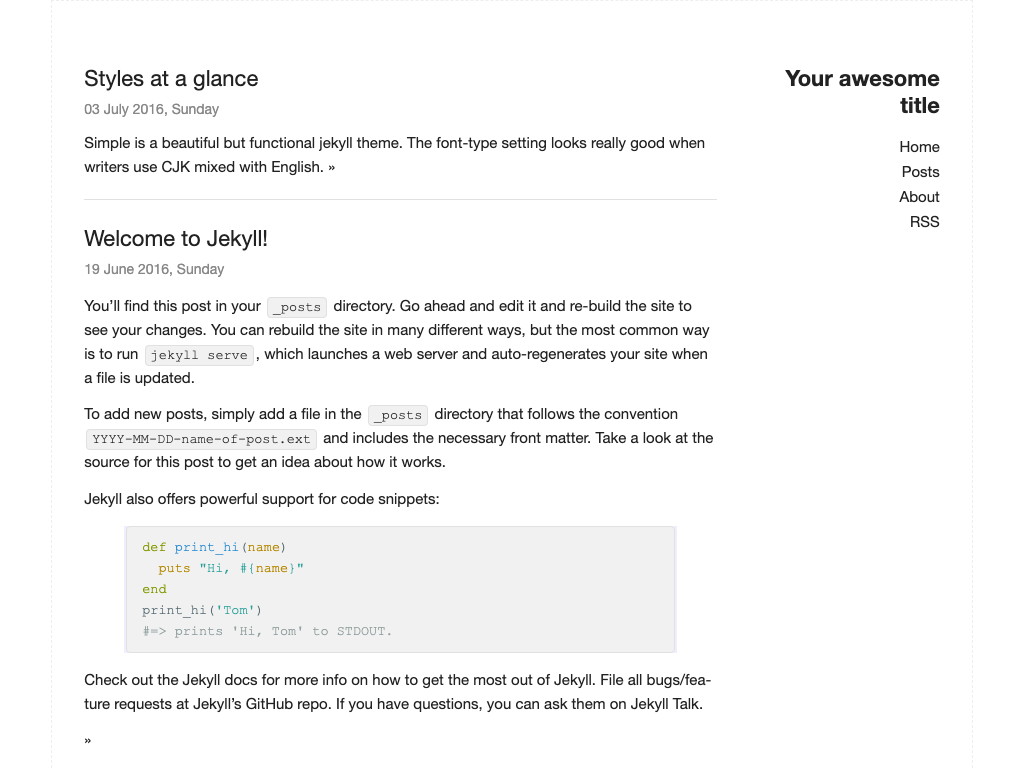 Styles at a glance
03 July 2016, Sunday
Simple is a beautiful but functional jekyll theme. The font-type setting looks really good when
writers use CJK mixed with English. »
Welcome to Jekyll!
19 June 2016, Sunday
You’ll find this post in your _posts directory. Go ahead and edit it and re-build the site to
see your changes. You can rebuild the site in many different ways, but the most common way
is to run jekyll serve, which launches a web server and auto-regenerates your site when
a file is updated.
To add new posts, simply add a file in the _posts directory that follows the convention
YYYY-MM-DD-name-of-post.ext and includes the necessary front matter. Take a look at the
source for this post to get an idea about how it works.
Jekyll also offers powerful support for code snippets:
def print_hi(name)
  puts "Hi, #{name}"
end
print_hi('Tom')
#=> prints 'Hi, Tom' to STDOUT.
Check out the Jekyll docs for more info on how to get the most out of Jekyll. File all bugs/fea-
ture requests at Jekyll’s GitHub repo. If you have questions, you can ask them on Jekyll Talk.
»
Your awesome
title
Home
Posts
About
RSS